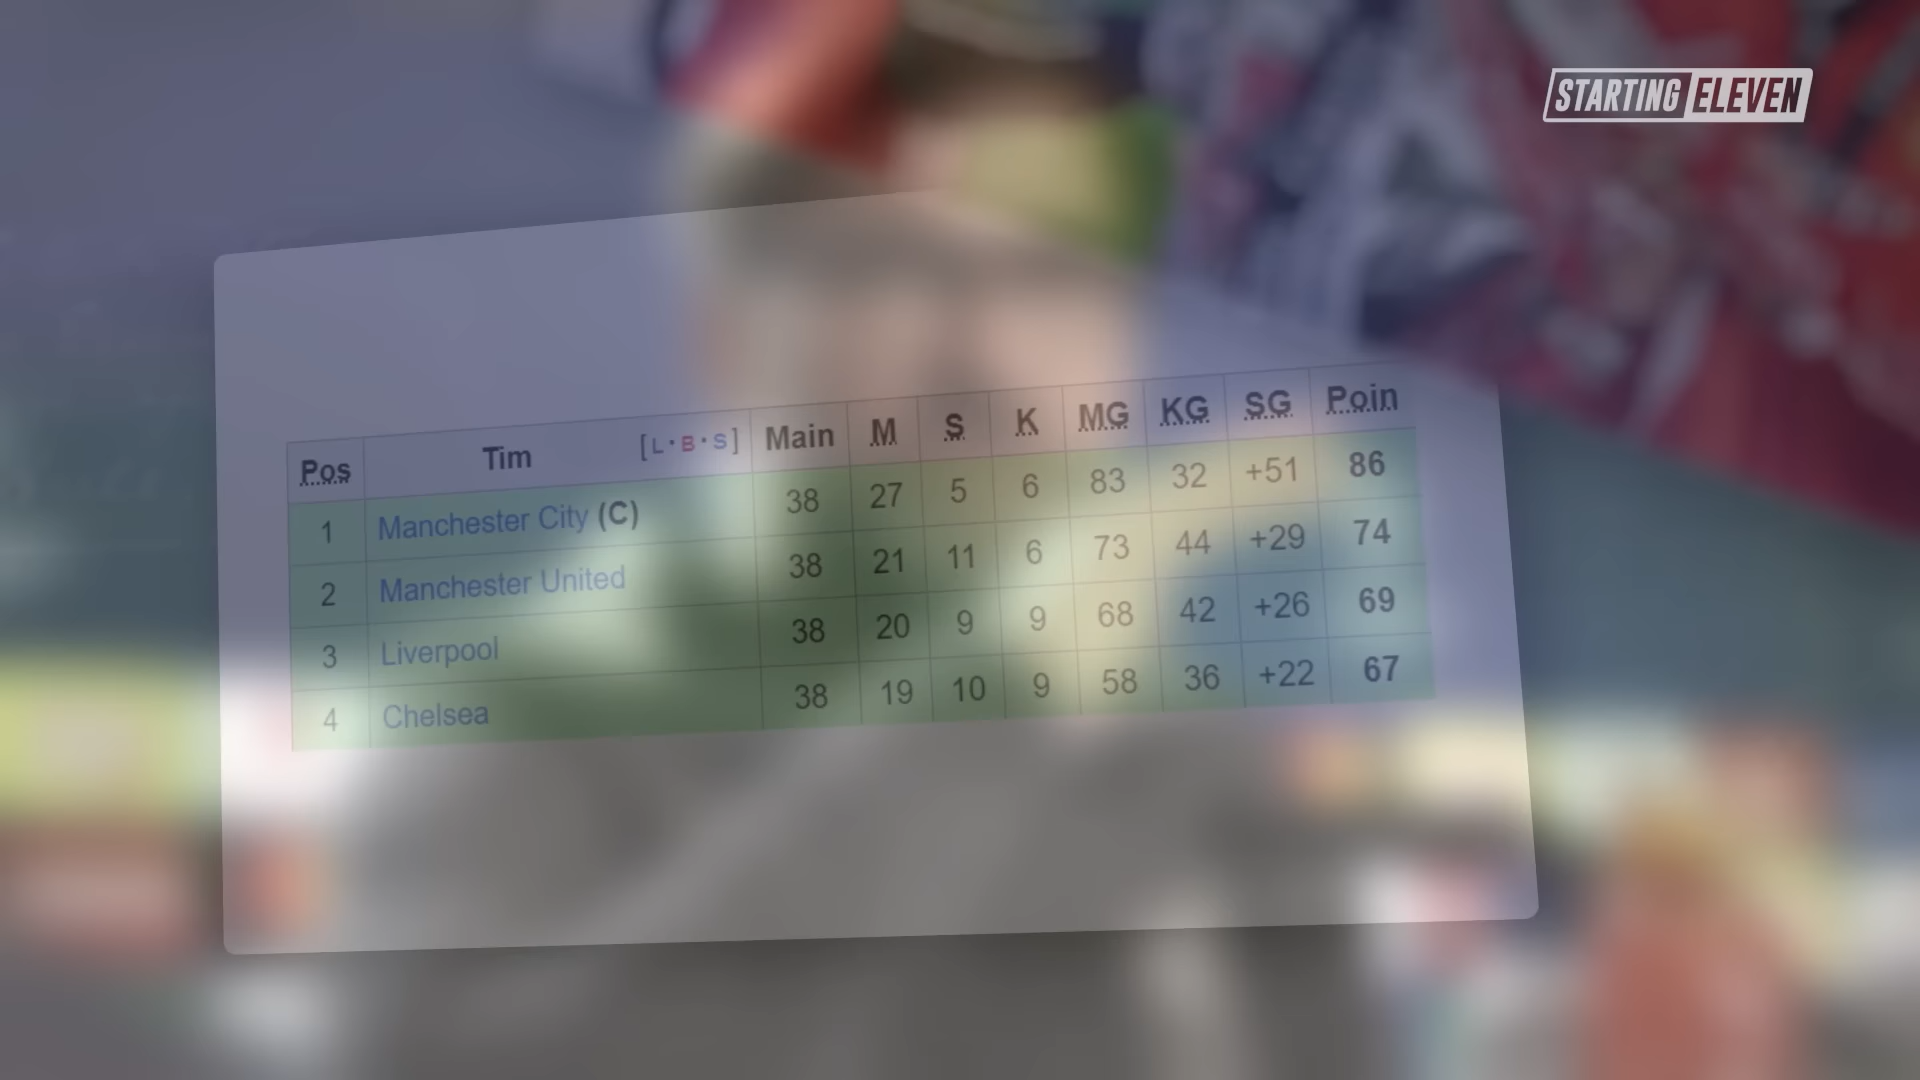 STARTING ELEVEN
Pos Tim [L·B·S] Main M S K MG KG SG Poin
1 Manchester City (C) 38 27 5 6 83 32 +51 86
2 Manchester United 38 21 11 6 73 44 +29 74
3 Liverpool 38 20 9 9 68 42 +26 69
4 Chelsea 38 19 10 9 58 36 +22 67